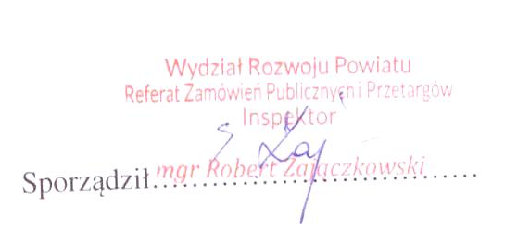 Wydział Rozwoju Powiatu
Referat Zamówień Publicznych i Przetargów
Inspektor
mgr Robert Zajączkowski
Sporządził..............................